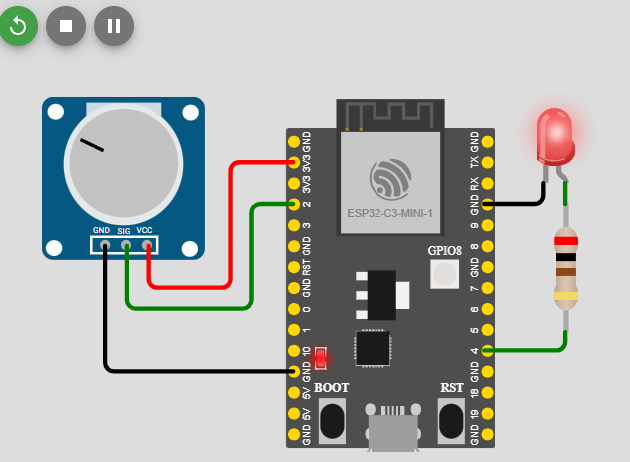 GND SIG VCC
GND
3V3
3V3
2
3
GND
RST
GND
0
1
10
GND
5V
5V
GND
ESP32-C3-MINI-1
GPIO8
BOOT
RST
GND
TX
RX
GND
9
8
GND
7
6
5
4
GND
18
19
GND